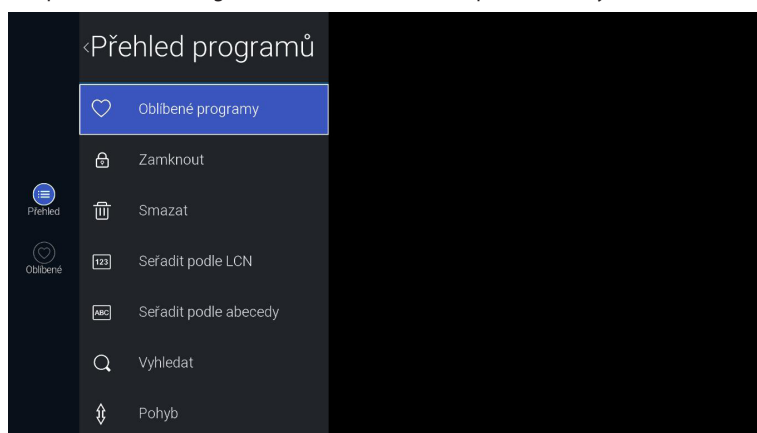 Přehled programů
Oblíbené programy
Zamknout
Přehled
Smazat
Oblíbené
123
Seřadit podle LCN
ABC
Seřadit podle abecedy
Vyhledat
Pohyb